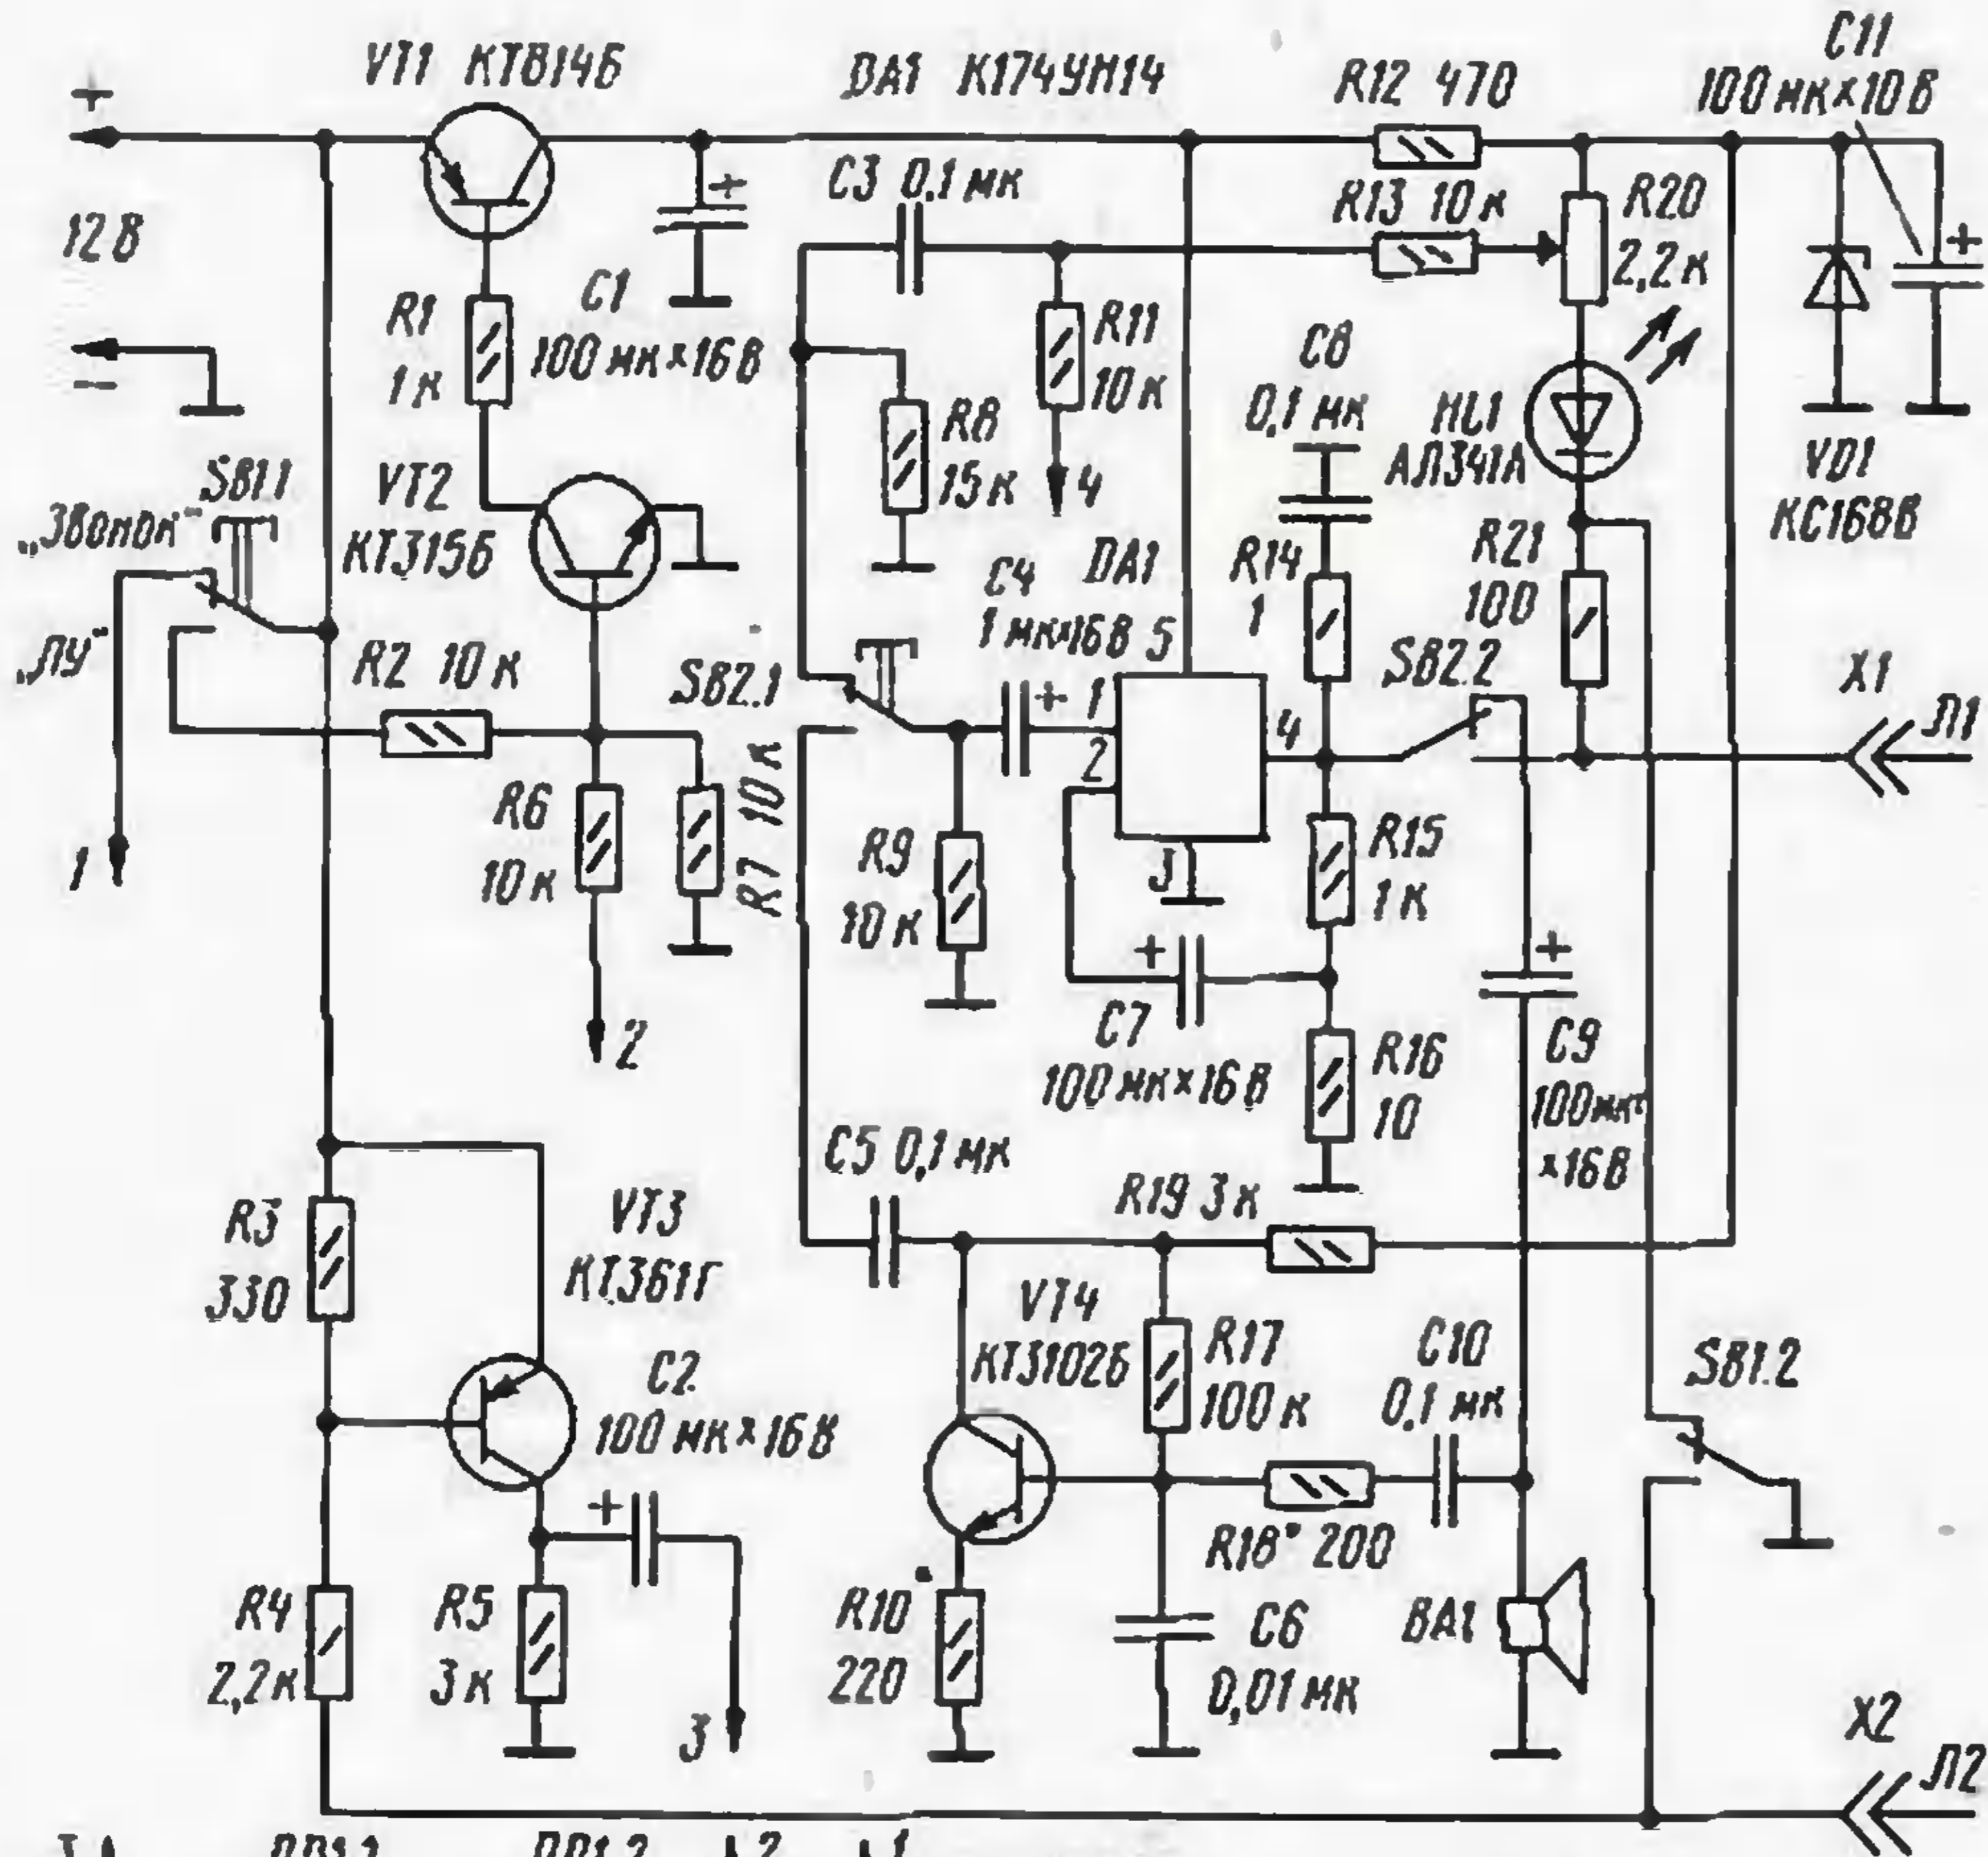 VT1 КТ814Б
DA1 К174УН14
R12 470
C11
100 мк×10 В
+
12 В
−
+
C3 0,1 мк
R13 10 к
R20
2,2 к
+
R1
1 к
C1
100 мк×16 В
R11
10 к
4
C8
0,1 мк
HL1
АЛ341А
VD1
КС168В
R8
15 к
SB1.1
„Звонок“
„ЛУ“
VT2
КТ315Б
R2 10 к
SB2.1
C4
1 мк×16 В
+
DA1
5
1
2
4
3
R14
1
R21
100
SB2.2
X1
Л1
1
R6
10 к
R7 10 к
R9
10 к
R15
1 к
2
+
C7
100 мк×16 В
R16
10
+
C9
100 мк×
×16 В
C5 0,1 мк
R19 3 к
R3
330
VT3
КТ361Г
VT4
КТ3102Б
R17
100 к
C10
0,1 мк
SB1.2
C2
100 мк×16 В
+
R18* 200
R4
2,2 к
R5
3 к
3
R10*
220
C6
0,01 мк
BA1
X2
Л2